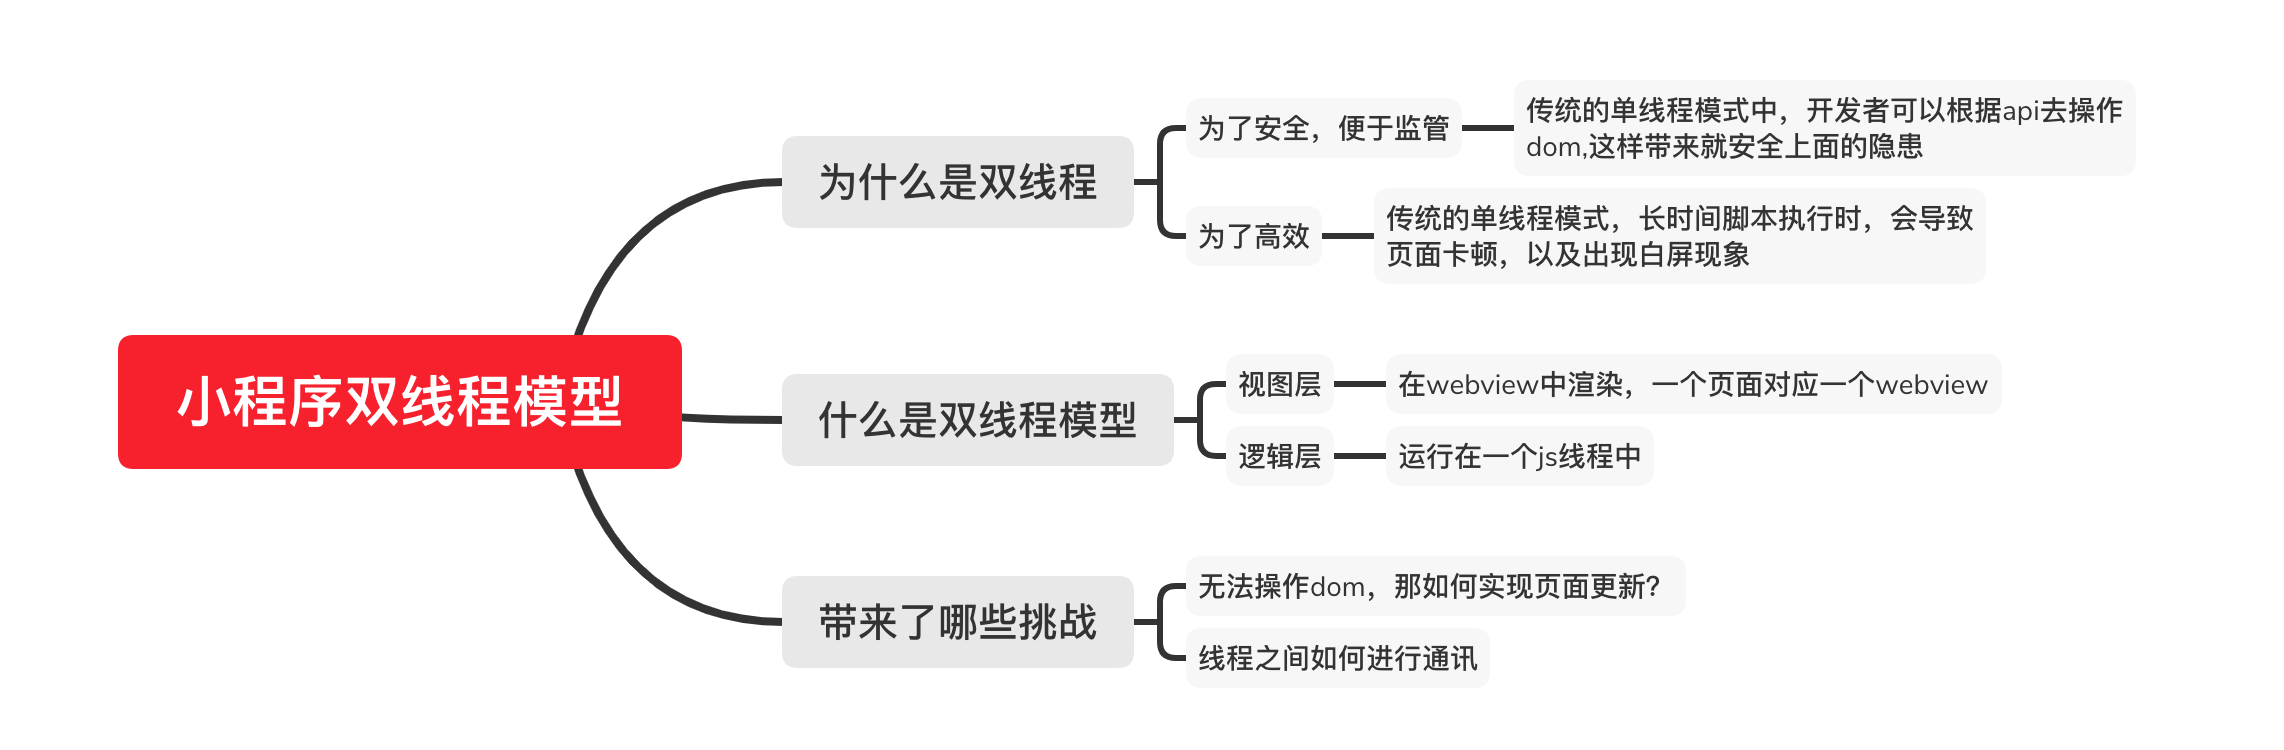 小程序双线程模型
为什么是双线程
为了安全，便于监管
传统的单线程模式中，开发者可以根据api去操作
dom,这样带来就安全上面的隐患
为了高效
传统的单线程模式，长时间脚本执行时，会导致
页面卡顿，以及出现白屏现象
什么是双线程模型
视图层
在webview中渲染，一个页面对应一个webview
逻辑层
运行在一个js线程中
带来了哪些挑战
无法操作dom，那如何实现页面更新？
线程之间如何进行通讯